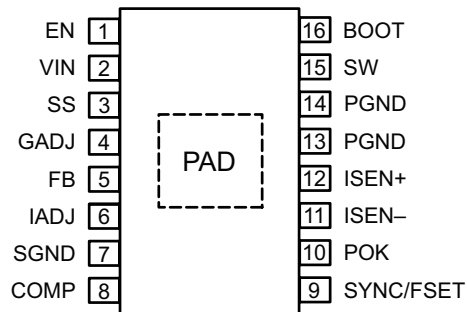 EN 1 16 BOOT
VIN 2 15 SW
SS 3 14 PGND
GADJ 4 13 PGND
PAD
FB 5 12 ISEN+
IADJ 6 11 ISEN–
SGND 7 10 POK
COMP 8 9 SYNC/FSET